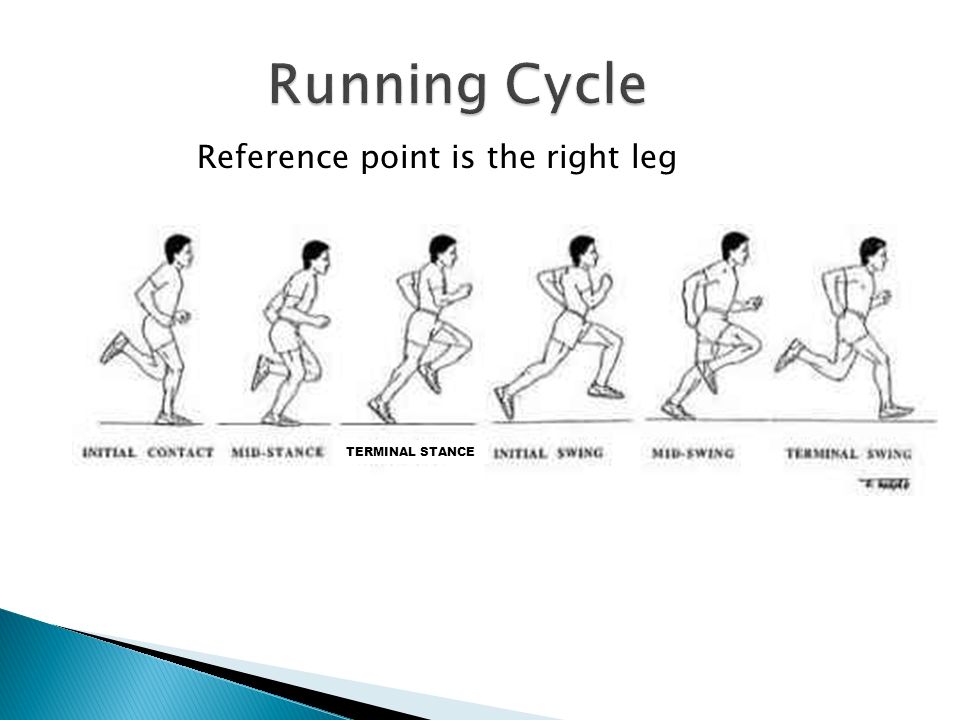 Running Cycle
Reference point is the right leg
INITIAL CONTACT MID-STANCE TERMINAL STANCE INITIAL SWING MID-SWING TERMINAL SWING